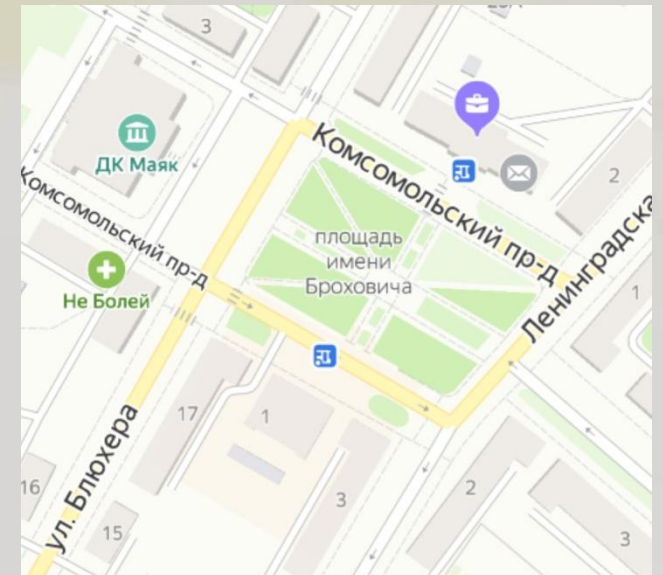 3
ДК Маяк
Комсомольский пр-д
2
Комсомольский пр-д
площадь
имени
Броховича
Не Болей
Ленинградска
1
17
1
ул. Блюхера
16
15
3
2
3